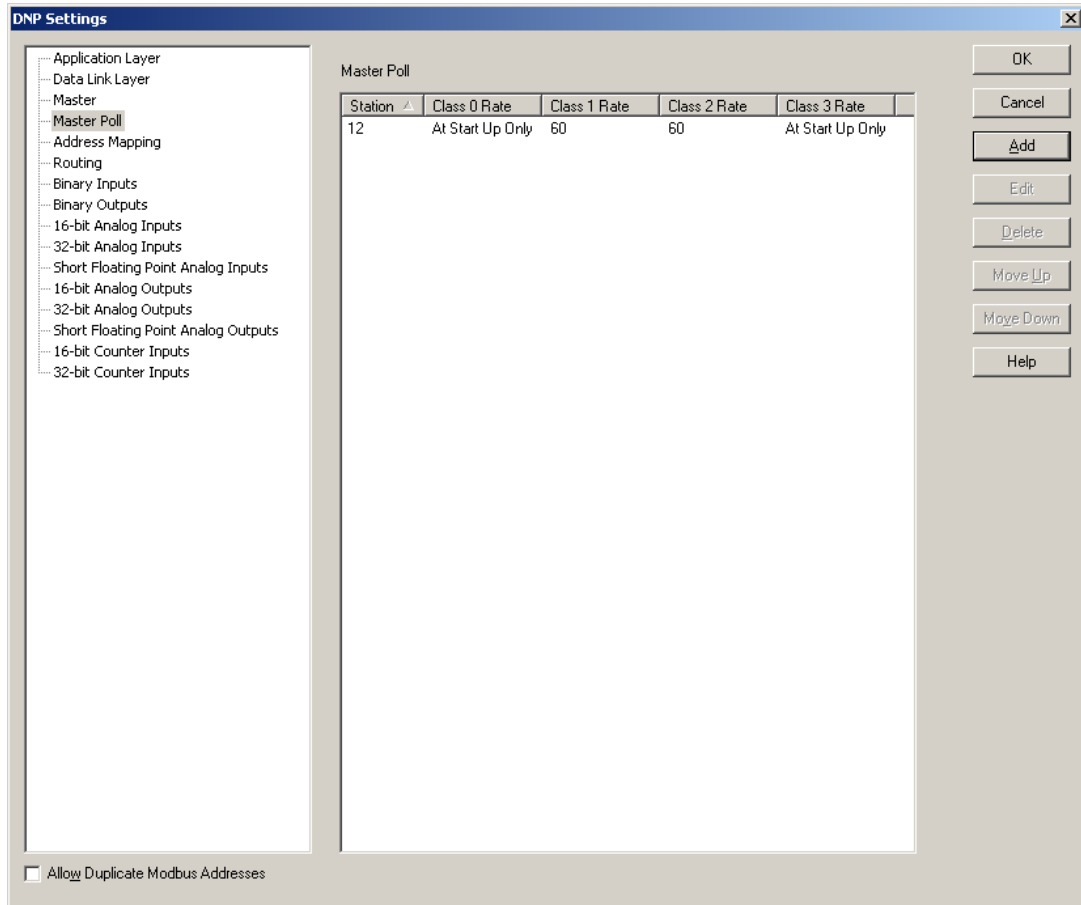 DNP Settings
Application Layer
Data Link Layer
Master
Master Poll
Address Mapping
Routing
Binary Inputs
Binary Outputs
16-bit Analog Inputs
32-bit Analog Inputs
Short Floating Point Analog Inputs
16-bit Analog Outputs
32-bit Analog Outputs
Short Floating Point Analog Outputs
16-bit Counter Inputs
32-bit Counter Inputs
Allow Duplicate Modbus Addresses
Master Poll
Station Class 0 Rate Class 1 Rate Class 2 Rate Class 3 Rate
12 At Start Up Only 60 60 At Start Up Only
OK
Cancel
Add
Edit
Delete
Move Up
Move Down
Help